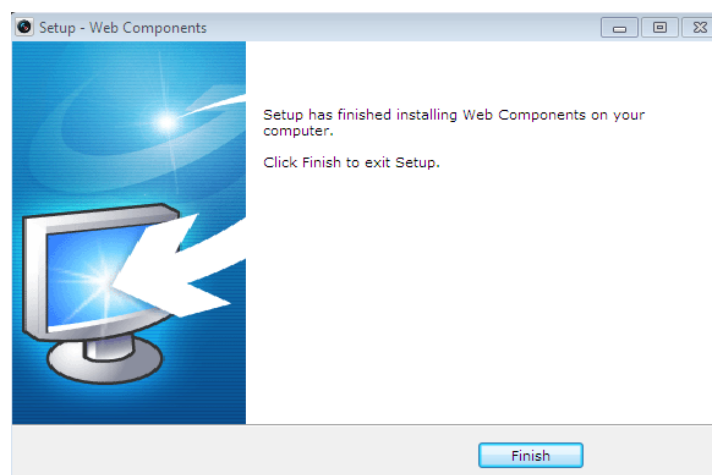 Setup - Web Components
Setup has finished installing Web Components on your
computer.
Click Finish to exit Setup.
Finish